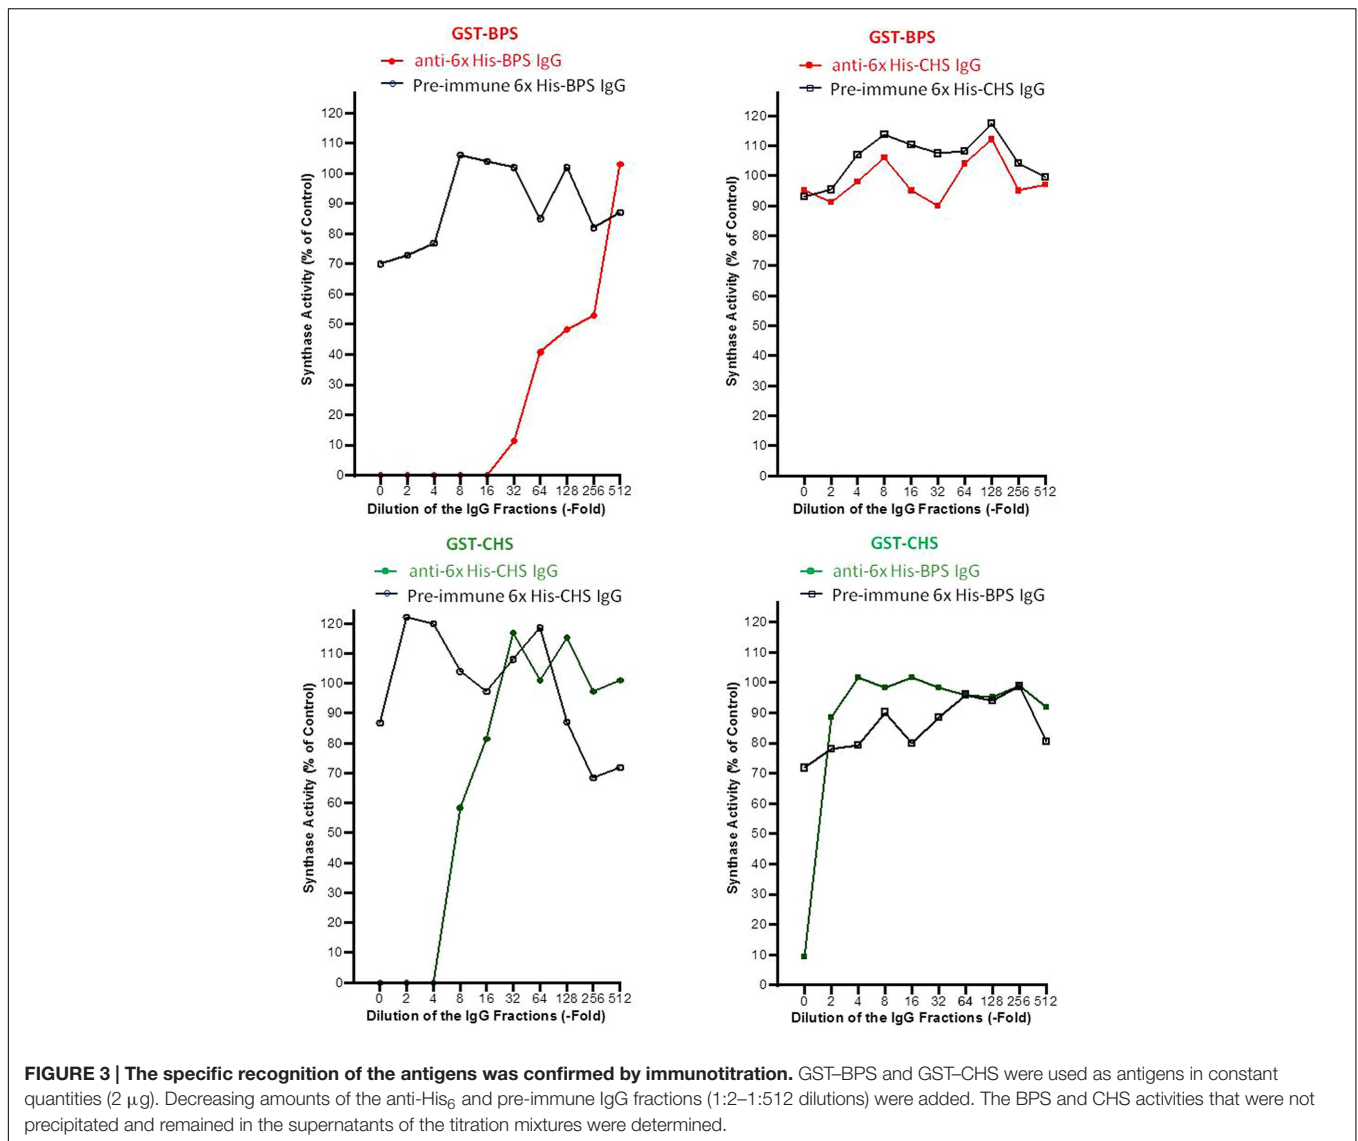 GST-BPS
anti-6x His-BPS IgG
Pre-immune 6x His-BPS IgG
120
110
100
90
80
70
60
50
40
30
20
10
0
Synthase Activity (% of Control)
0 2 4 8 16 32 64 128 256 512
Dilution of the IgG Fractions (-Fold)
GST-BPS
anti-6x His-CHS IgG
Pre-immune 6x His-CHS IgG
120
110
100
90
80
70
60
50
40
30
20
10
0
Synthase Activity (% of Control)
0 2 4 8 16 32 64 128 256 512
Dilution of the IgG Fractions (-Fold)
GST-CHS
anti-6x His-CHS IgG
Pre-immune 6x His-CHS IgG
120
110
100
90
80
70
60
50
40
30
20
10
0
Synthase Activity (% of Control)
0 2 4 8 16 32 64 128 256 512
Dilution of the IgG Fractions (-Fold)
GST-CHS
anti-6x His-BPS IgG
Pre-immune 6x His-BPS IgG
120
110
100
90
80
70
60
50
40
30
20
10
0
Synthase Activity (% of Control)
0 2 4 8 16 32 64 128 256 512
Dilution of the IgG Fractions (-Fold)
FIGURE 3 | The specific recognition of the antigens was confirmed by immunotitration. GST–BPS and GST–CHS were used as antigens in constant
quantities (2 μg). Decreasing amounts of the anti-His₆ and pre-immune IgG fractions (1:2–1:512 dilutions) were added. The BPS and CHS activities that were not
precipitated and remained in the supernatants of the titration mixtures were determined.